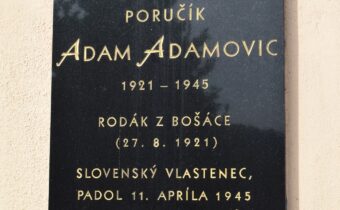 PORUČÍK
ADAM ADAMOVIC
1921 – 1945
RODÁK Z BOŠÁCE
(27. 8. 1921)
SLOVENSKÝ VLASTENEC,
PADOL 11. APRÍLA 1945